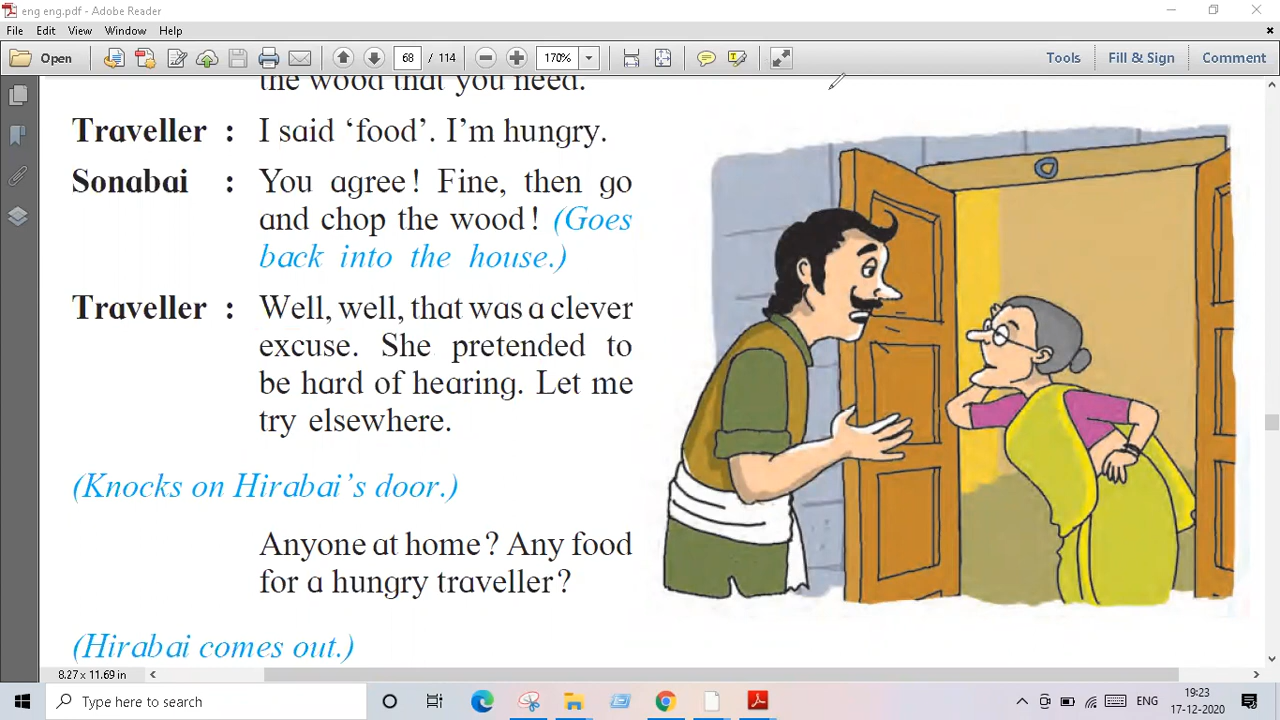 eng eng.pdf - Adobe Reader
File Edit View Window Help
Open 68 / 114 170% Tools Fill & Sign Comment
the wood that you need.
Traveller : I said ‘food’. I’m hungry.
Sonabai : You agree! Fine, then go
and chop the wood! (Goes
back into the house.)
Traveller : Well, well, that was a clever
excuse. She pretended to
be hard of hearing. Let me
try elsewhere.
(Knocks on Hirabai’s door.)
Anyone at home? Any food
for a hungry traveller?
(Hirabai comes out.)
8.27 x 11.69 in
Type here to search
ENG 19:23
17-12-2020